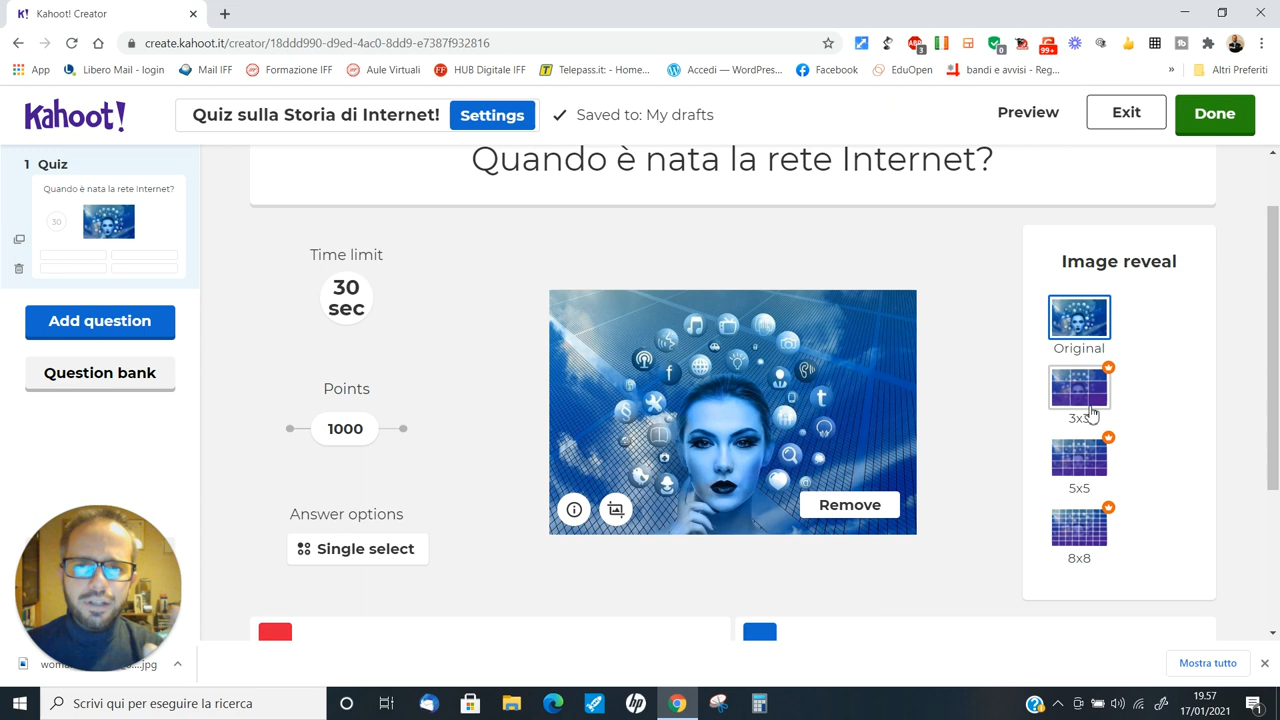 K! Kahoot! Creator
create.kahoot.it/creator/18ddd990-d9ed-4ac0-8dd9-e7387f932816
3
0
99+
App
Libero Mail - login
Mail IFF
Formazione IFF
Aule Virtuali
HUB Digitale IFF
Telepass.it: - Home...
Accedi — WordPres...
Facebook
EduOpen
bandi e avvisi - Reg...
»
Altri Preferiti
Kahoot!
Quiz sulla Storia di Internet!
Settings
Saved to: My drafts
Preview
Exit
Done
1 Quiz
Quando è nata la rete Internet?
30
Add question
Question bank
Quando è nata la rete Internet?
Time limit
30
sec
Points
1000
Answer options
Single select
Remove
Image reveal
Original
3x3
5x5
8x8
Mostra tutto
Scrivi qui per eseguire la ricerca
19.57
17/01/2021